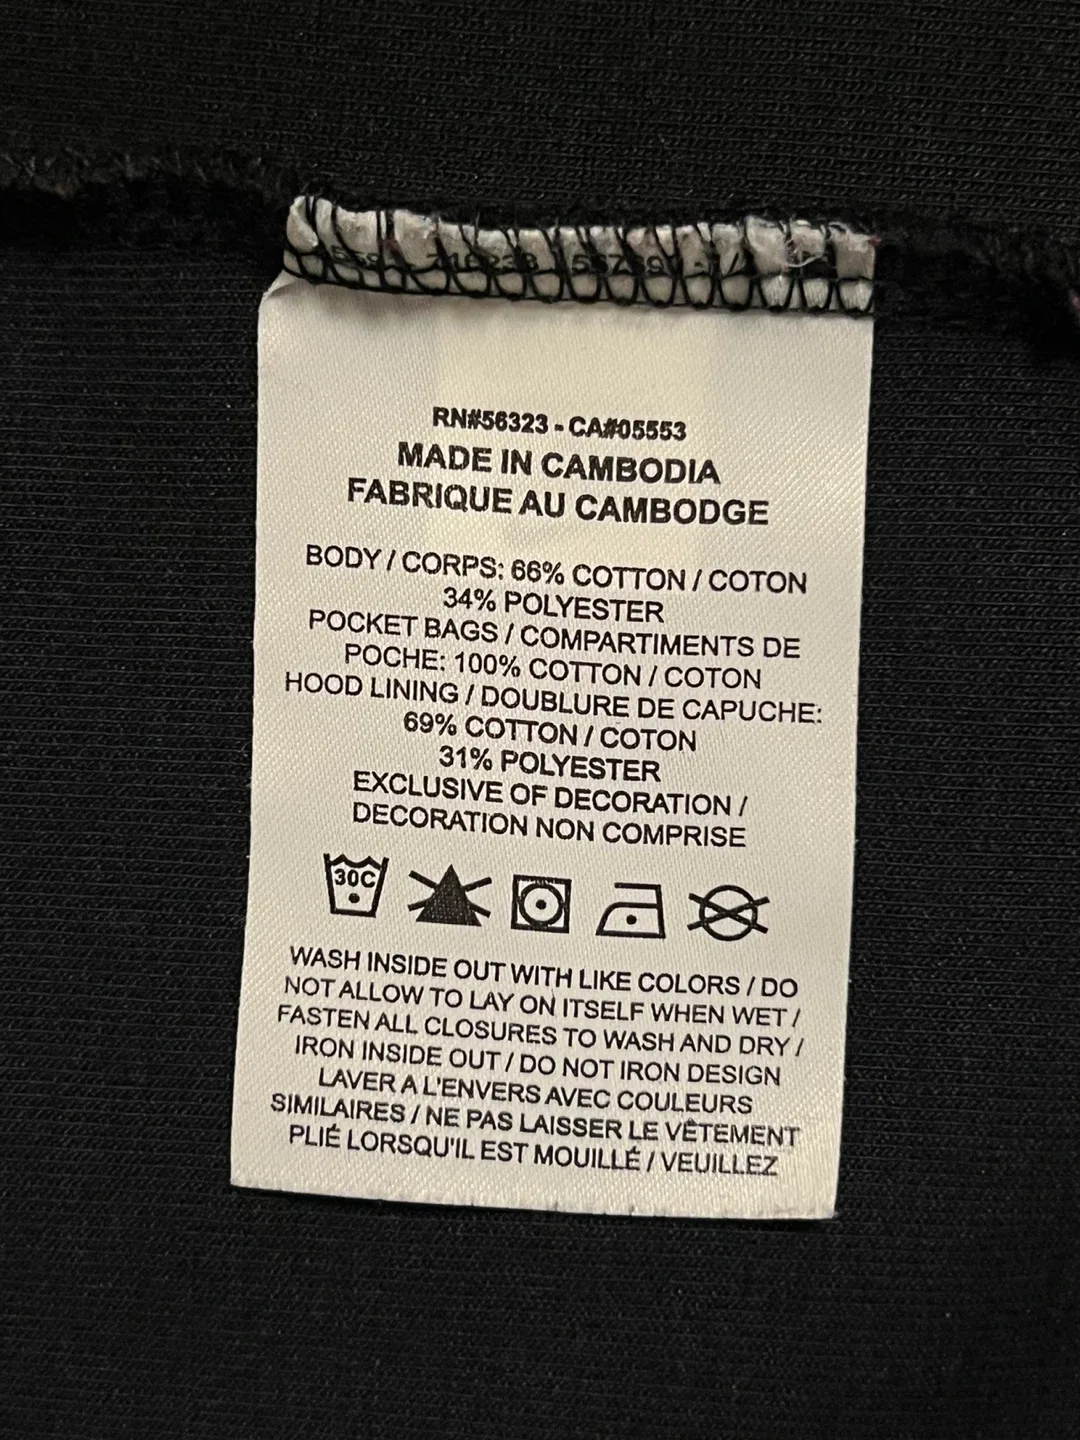 RN#56323 - CA#05553
MADE IN CAMBODIA
FABRIQUE AU CAMBODGE
BODY / CORPS: 66% COTTON / COTON
34% POLYESTER
POCKET BAGS / COMPARTIMENTS DE
POCHE: 100% COTTON / COTON
HOOD LINING / DOUBLURE DE CAPUCHE:
69% COTTON / COTON
31% POLYESTER
EXCLUSIVE OF DECORATION /
DECORATION NON COMPRISE
30C
WASH INSIDE OUT WITH LIKE COLORS / DO
NOT ALLOW TO LAY ON ITSELF WHEN WET /
FASTEN ALL CLOSURES TO WASH AND DRY /
IRON INSIDE OUT / DO NOT IRON DESIGN
LAVER A L'ENVERS AVEC COULEURS
SIMILAIRES / NE PAS LAISSER LE VÊTEMENT
PLIÉ LORSQU'IL EST MOUILLÉ / VEUILLEZ